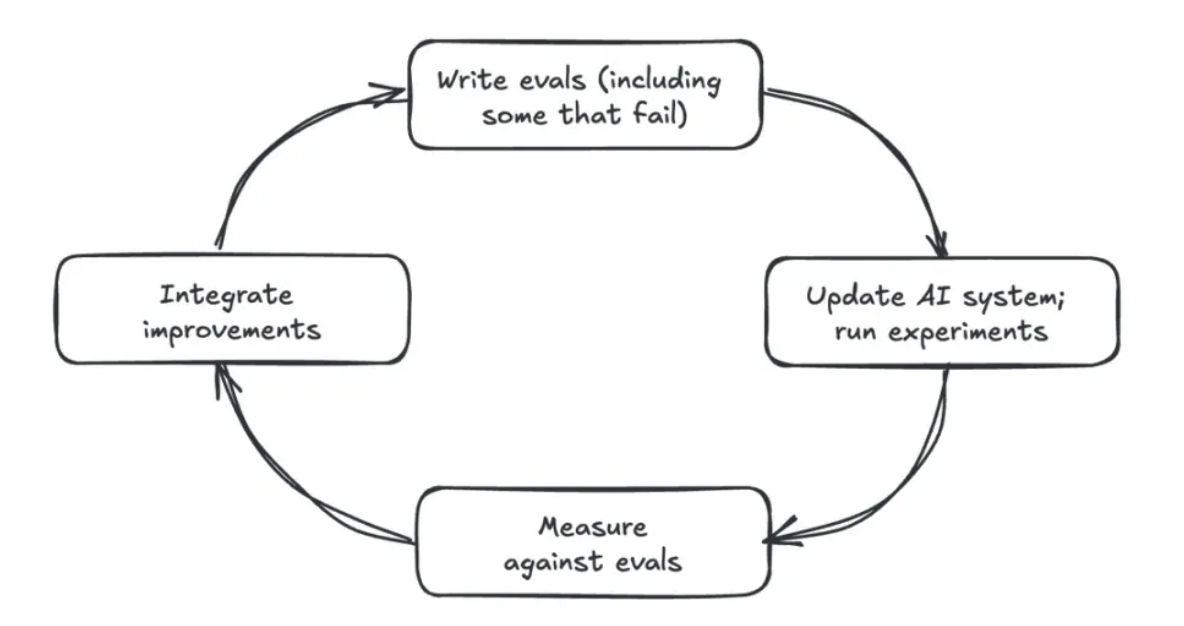 Write evals (including
some that fail)
Update AI system;
run experiments
Measure
against evals
Integrate
improvements